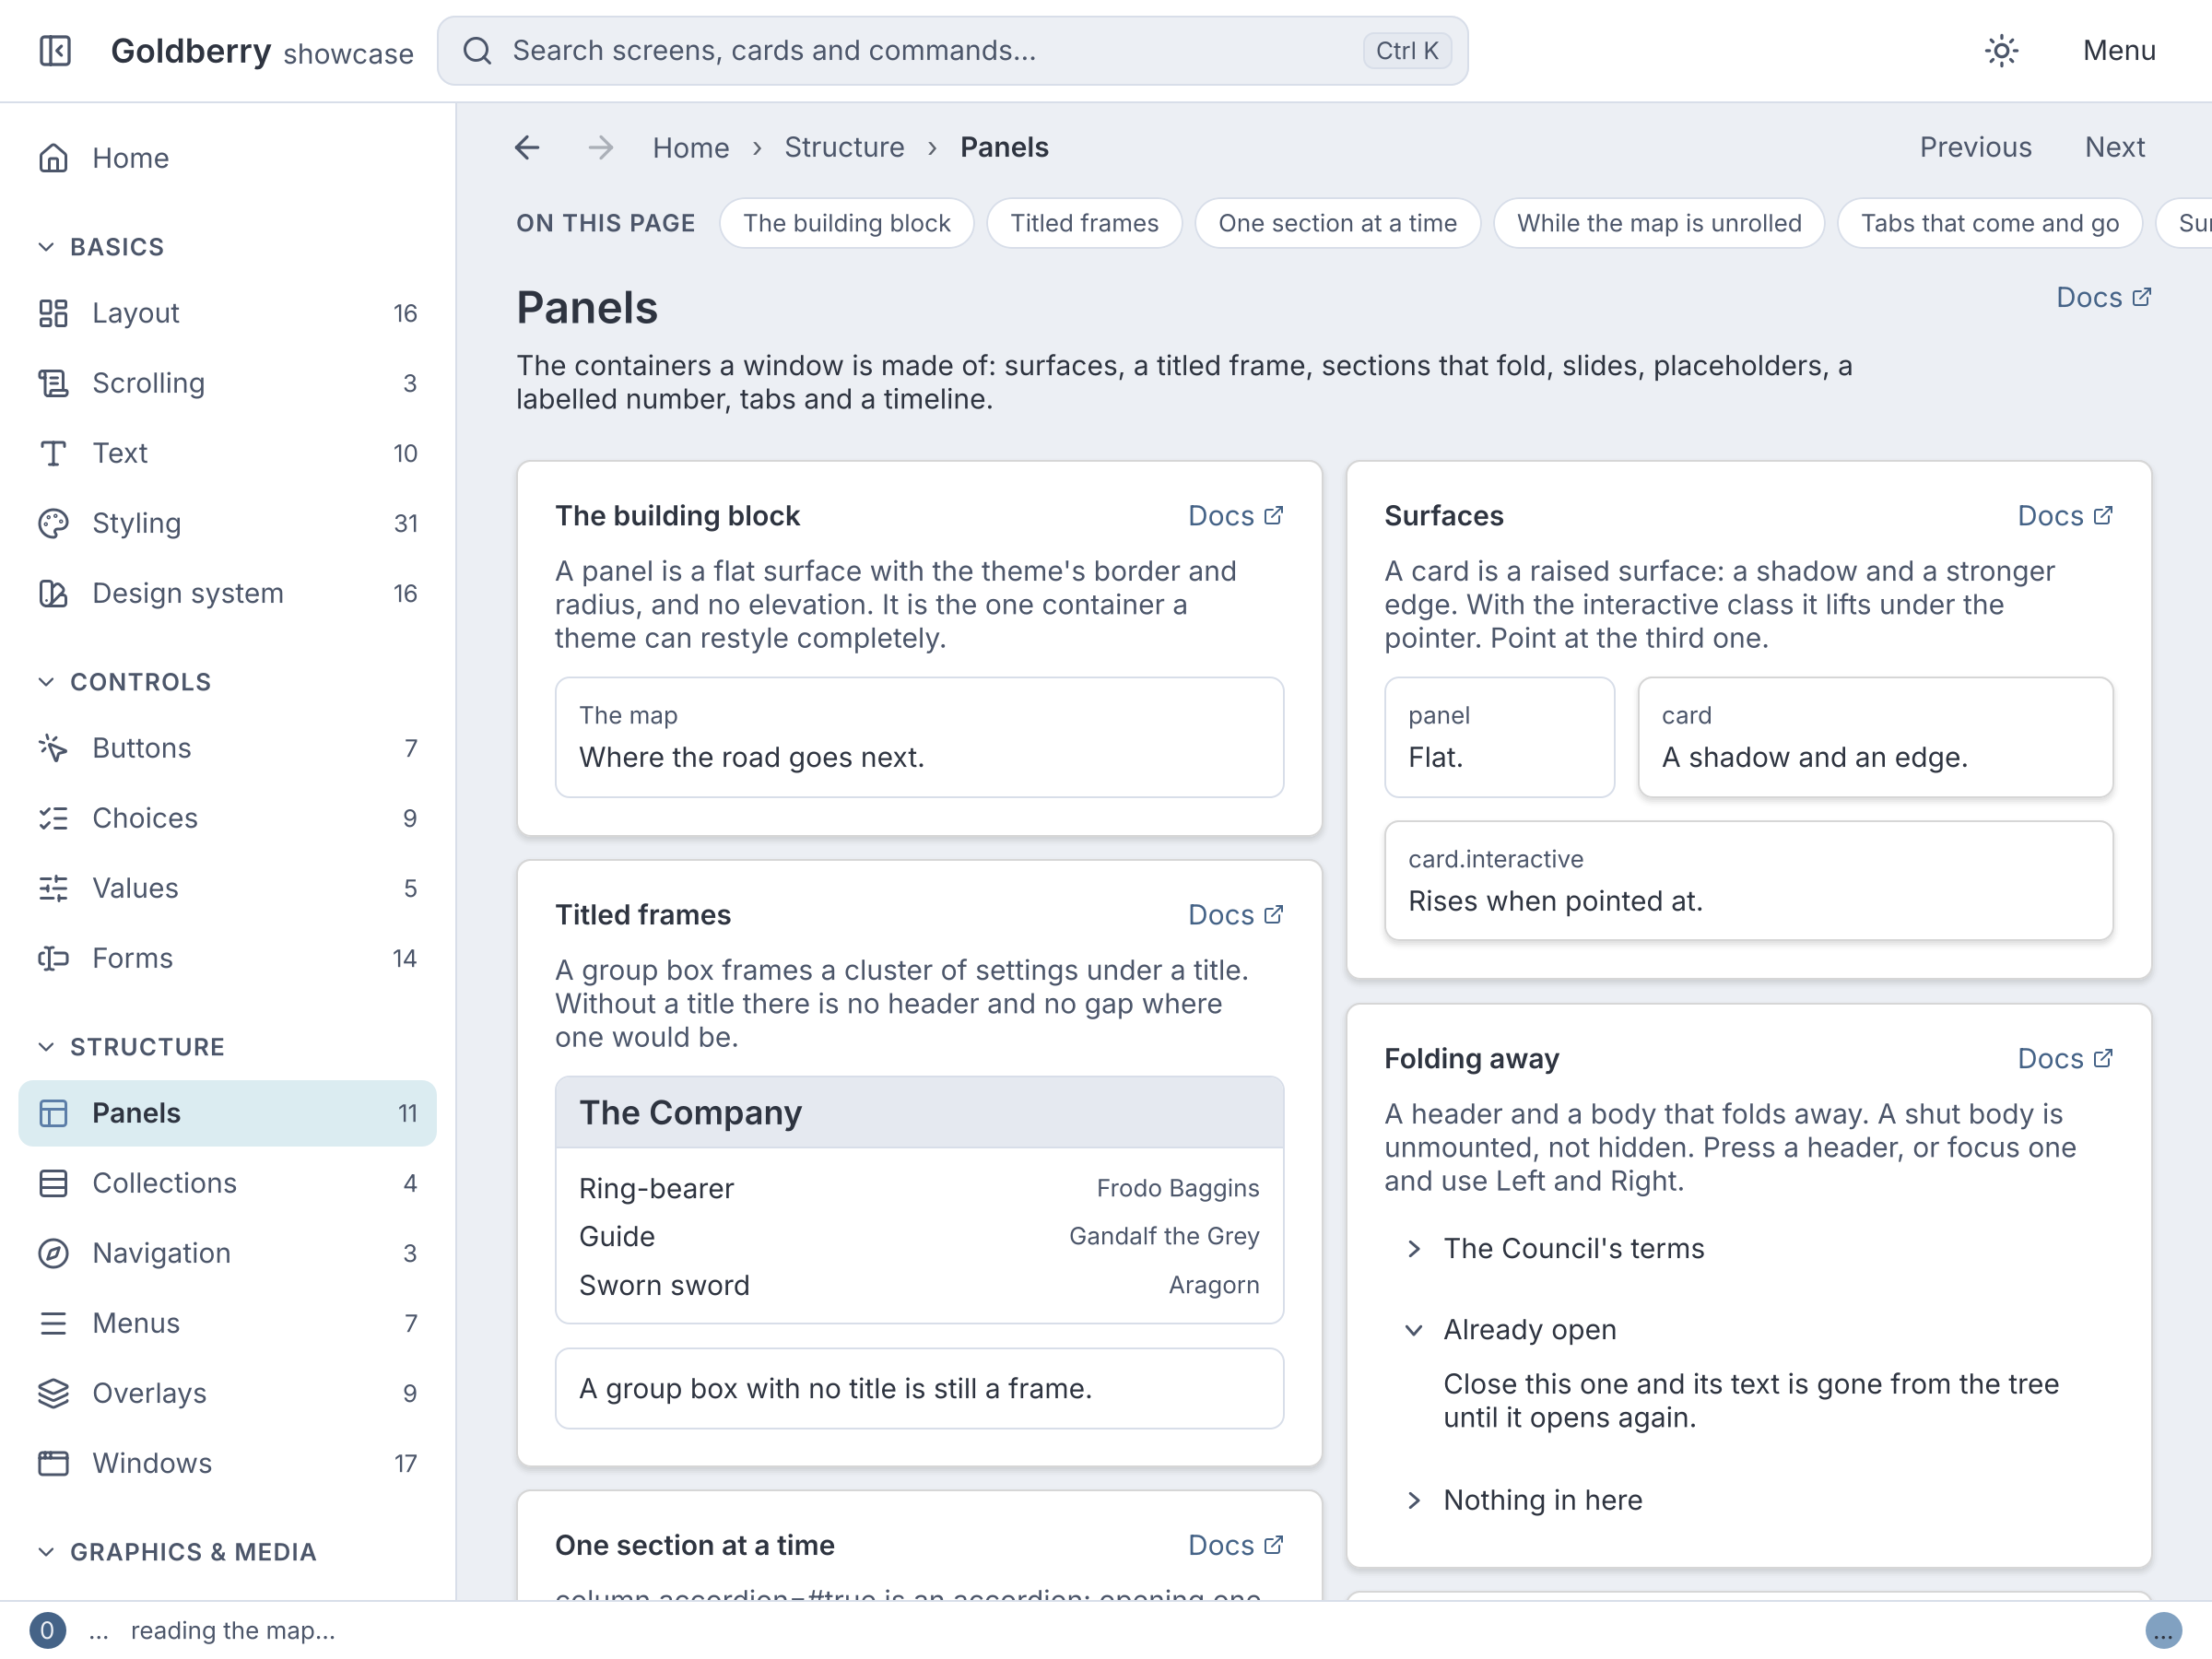 Goldberry showcase
Search screens, cards and commands...
Ctrl K
Menu
Home
BASICS
Layout 16
Scrolling 3
Text 10
Styling 31
Design system 16
CONTROLS
Buttons 7
Choices 9
Values 5
Forms 14
STRUCTURE
Panels 11
Collections 4
Navigation 3
Menus 7
Overlays 9
Windows 17
GRAPHICS & MEDIA
Home › Structure › Panels
Previous Next
ON THIS PAGE
The building block
Titled frames
One section at a time
While the map is unrolled
Tabs that come and go
Panels
Docs
The containers a window is made of: surfaces, a titled frame, sections that fold, slides, placeholders, a
labelled number, tabs and a timeline.
The building block
Docs
A panel is a flat surface with the theme's border and
radius, and no elevation. It is the one container a
theme can restyle completely.
The map
Where the road goes next.
Titled frames
Docs
A group box frames a cluster of settings under a title.
Without a title there is no header and no gap where
one would be.
The Company
Ring-bearer Frodo Baggins
Guide Gandalf the Grey
Sworn sword Aragorn
A group box with no title is still a frame.
One section at a time
Docs
column accordion=#true is an accordion: opening one
Surfaces
Docs
A card is a raised surface: a shadow and a stronger
edge. With the interactive class it lifts under the
pointer. Point at the third one.
panel
Flat.
card
A shadow and an edge.
card.interactive
Rises when pointed at.
Folding away
Docs
A header and a body that folds away. A shut body is
unmounted, not hidden. Press a header, or focus one
and use Left and Right.
The Council's terms
Already open
Close this one and its text is gone from the tree
until it opens again.
Nothing in here
0 ... reading the map...
...